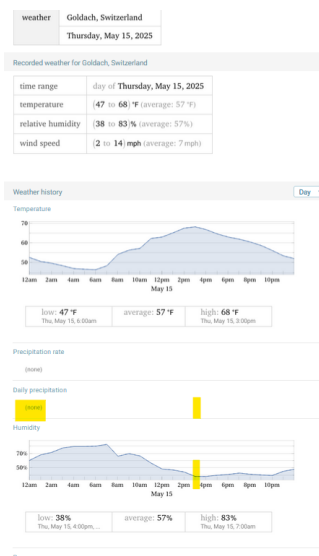 weather Goldach, Switzerland
Thursday, May 15, 2025
Recorded weather for Goldach, Switzerland
time range day of Thursday, May 15, 2025
temperature (47 to 68) °F (average: 57 °F)
relative humidity (38 to 83)% (average: 57%)
wind speed (2 to 14) mph (average: 7 mph)
Weather history Day
Temperature
70
60
50
12am 2am 4am 6am 8am 10am 12pm 2pm 4pm 6pm 8pm 10pm
May 15
low: 47 °F average: 57 °F high: 68 °F
Thu, May 15, 6:00am Thu, May 15, 3:00pm
Precipitation rate
(none)
Daily precipitation
(none)
Humidity
70%
50%
12am 2am 4am 6am 8am 10am 12pm 2pm 4pm 6pm 8pm 10pm
May 15
low: 38% average: 57% high: 83%
Thu, May 15, 4:00pm, ... Thu, May 15, 7:00am